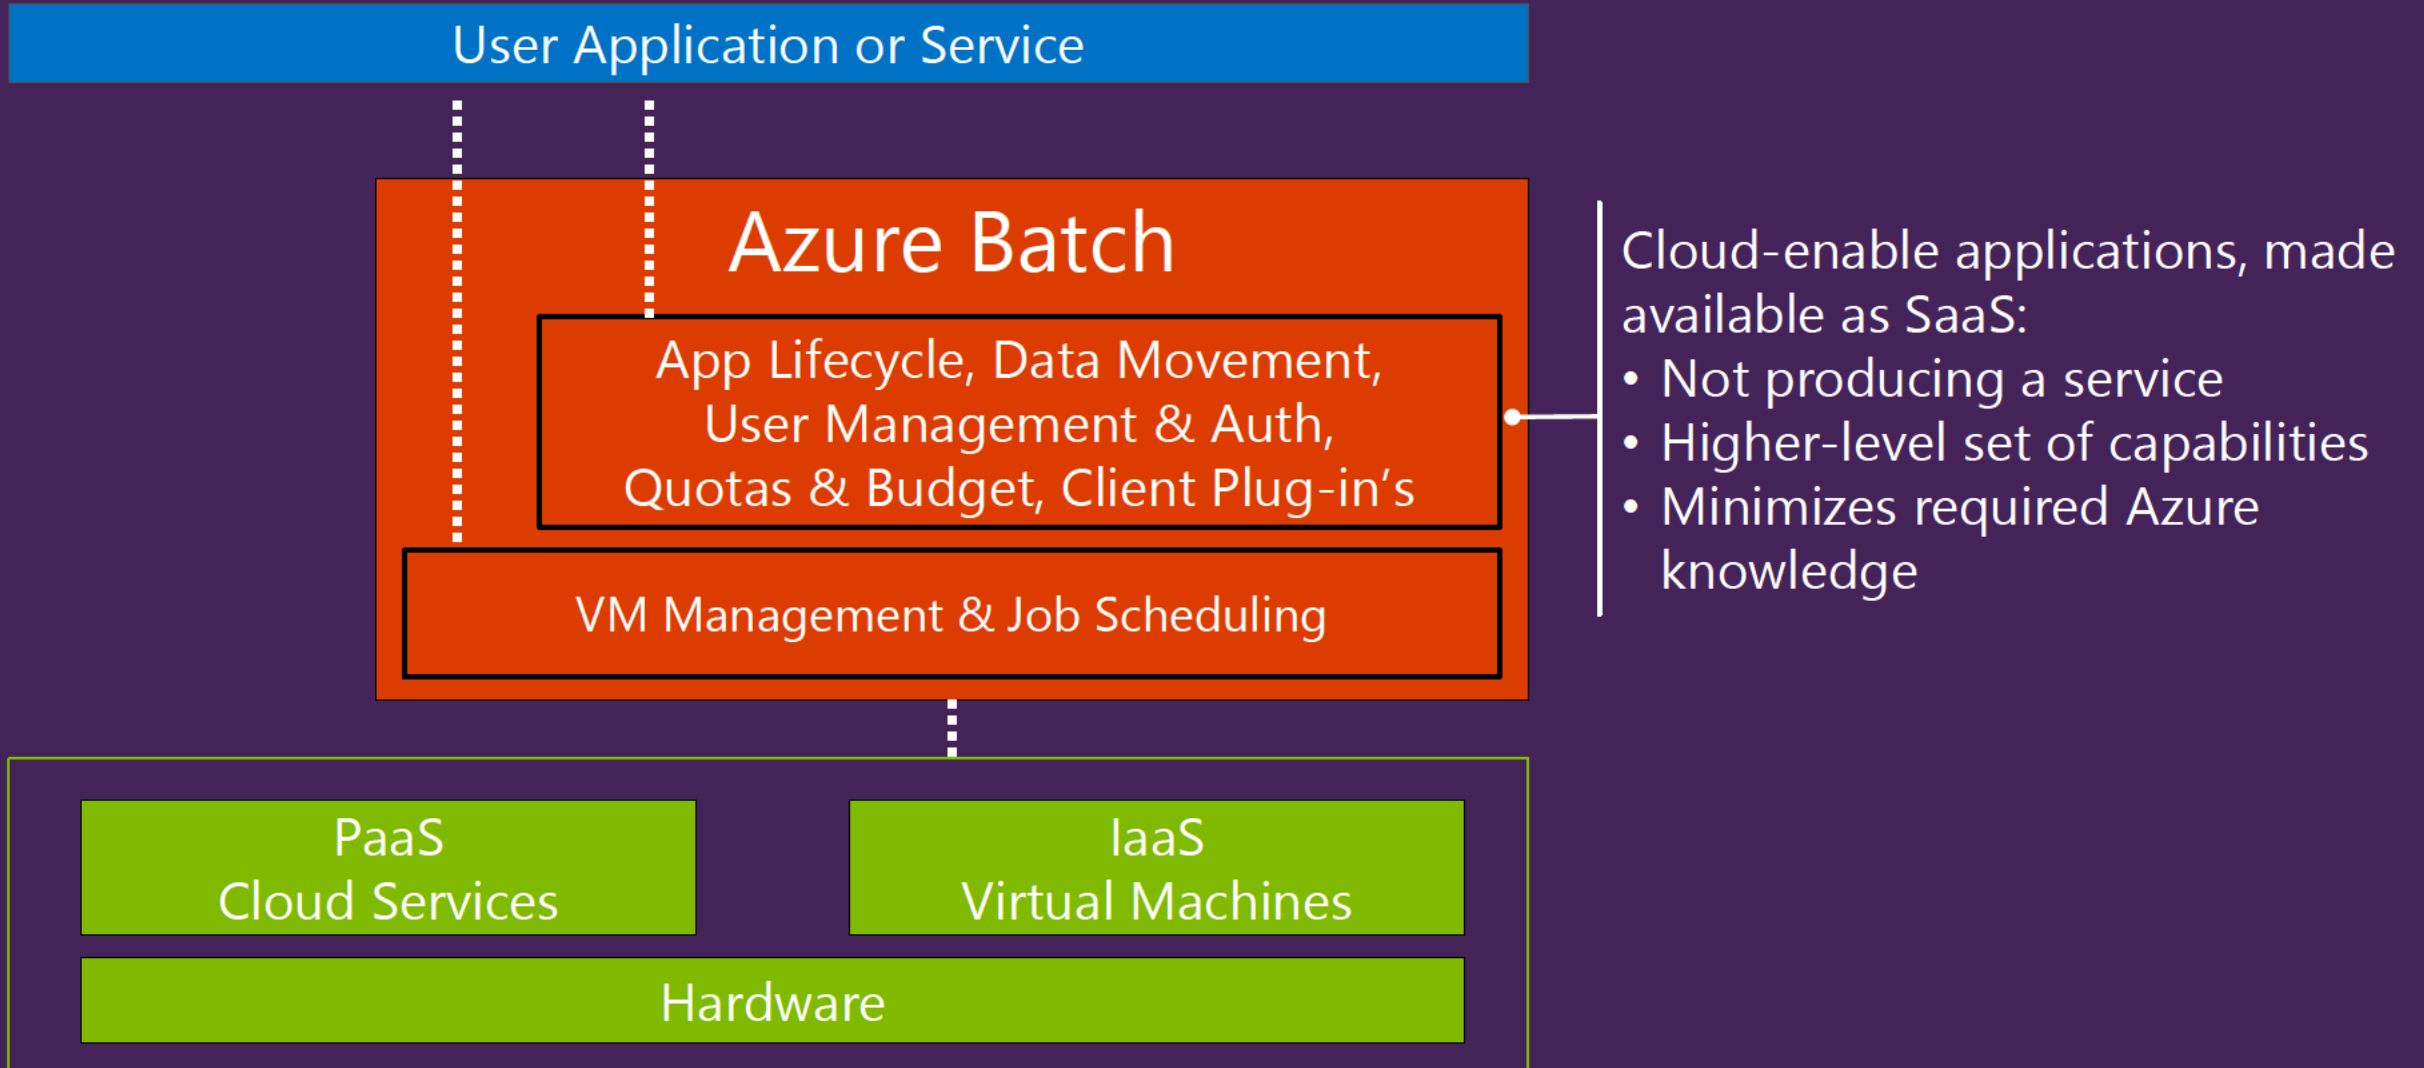 User Application or Service
Azure Batch
App Lifecycle, Data Movement,
User Management & Auth,
Quotas & Budget, Client Plug-in’s
VM Management & Job Scheduling
Cloud-enable applications, made
available as SaaS:
• Not producing a service
• Higher-level set of capabilities
• Minimizes required Azure
knowledge
PaaS
Cloud Services
IaaS
Virtual Machines
Hardware